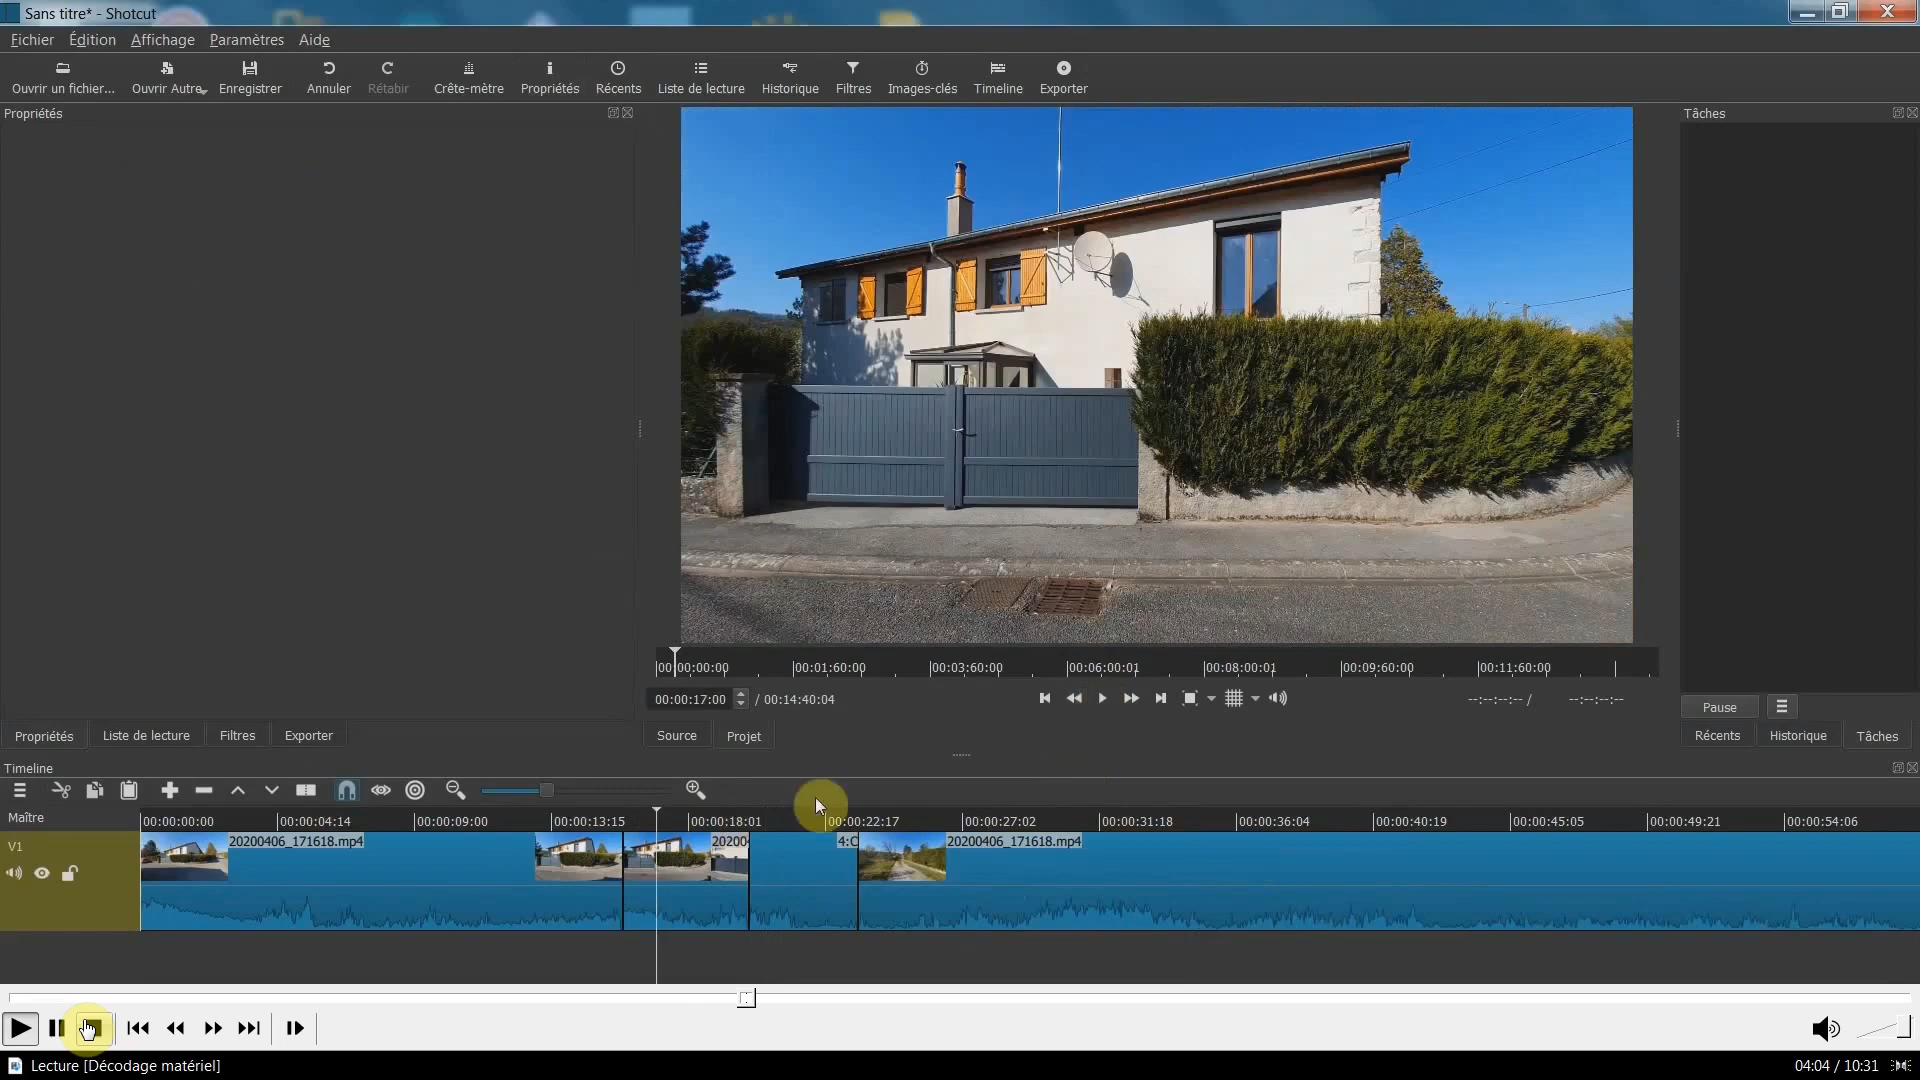 Sans titre* - Shotcut
Fichier Édition Affichage Paramètres Aide
Ouvrir un fichier... Ouvrir Autre Enregistrer Annuler Rétabir Crête-mètre Propriétés Récents Liste de lecture Historique Filtres Images-clés Timeline Exporter
Propriétés
Tâches
00:00:00:00 00:01:60:00 00:03:60:00 00:06:00:01 00:08:00:01 00:09:60:00 00:11:60:00
00:00:17:00 / 00:14:40:04 --:--:--:-- / --:--:--:--
Pause
Propriétés Liste de lecture Filtres Exporter
Source Projet
Récents Historique Tâches
Timeline
Maître
00:00:00:00 00:00:04:14 00:00:09:00 00:00:13:15 00:00:18:01 00:00:22:17 00:00:27:02 00:00:31:18 00:00:36:04 00:00:40:19 00:00:45:05 00:00:49:21 00:00:54:06
V1
20200406_171618.mp4 20200 4:C 20200406_171618.mp4
Lecture [Décodage matériel]
04:04 / 10:31